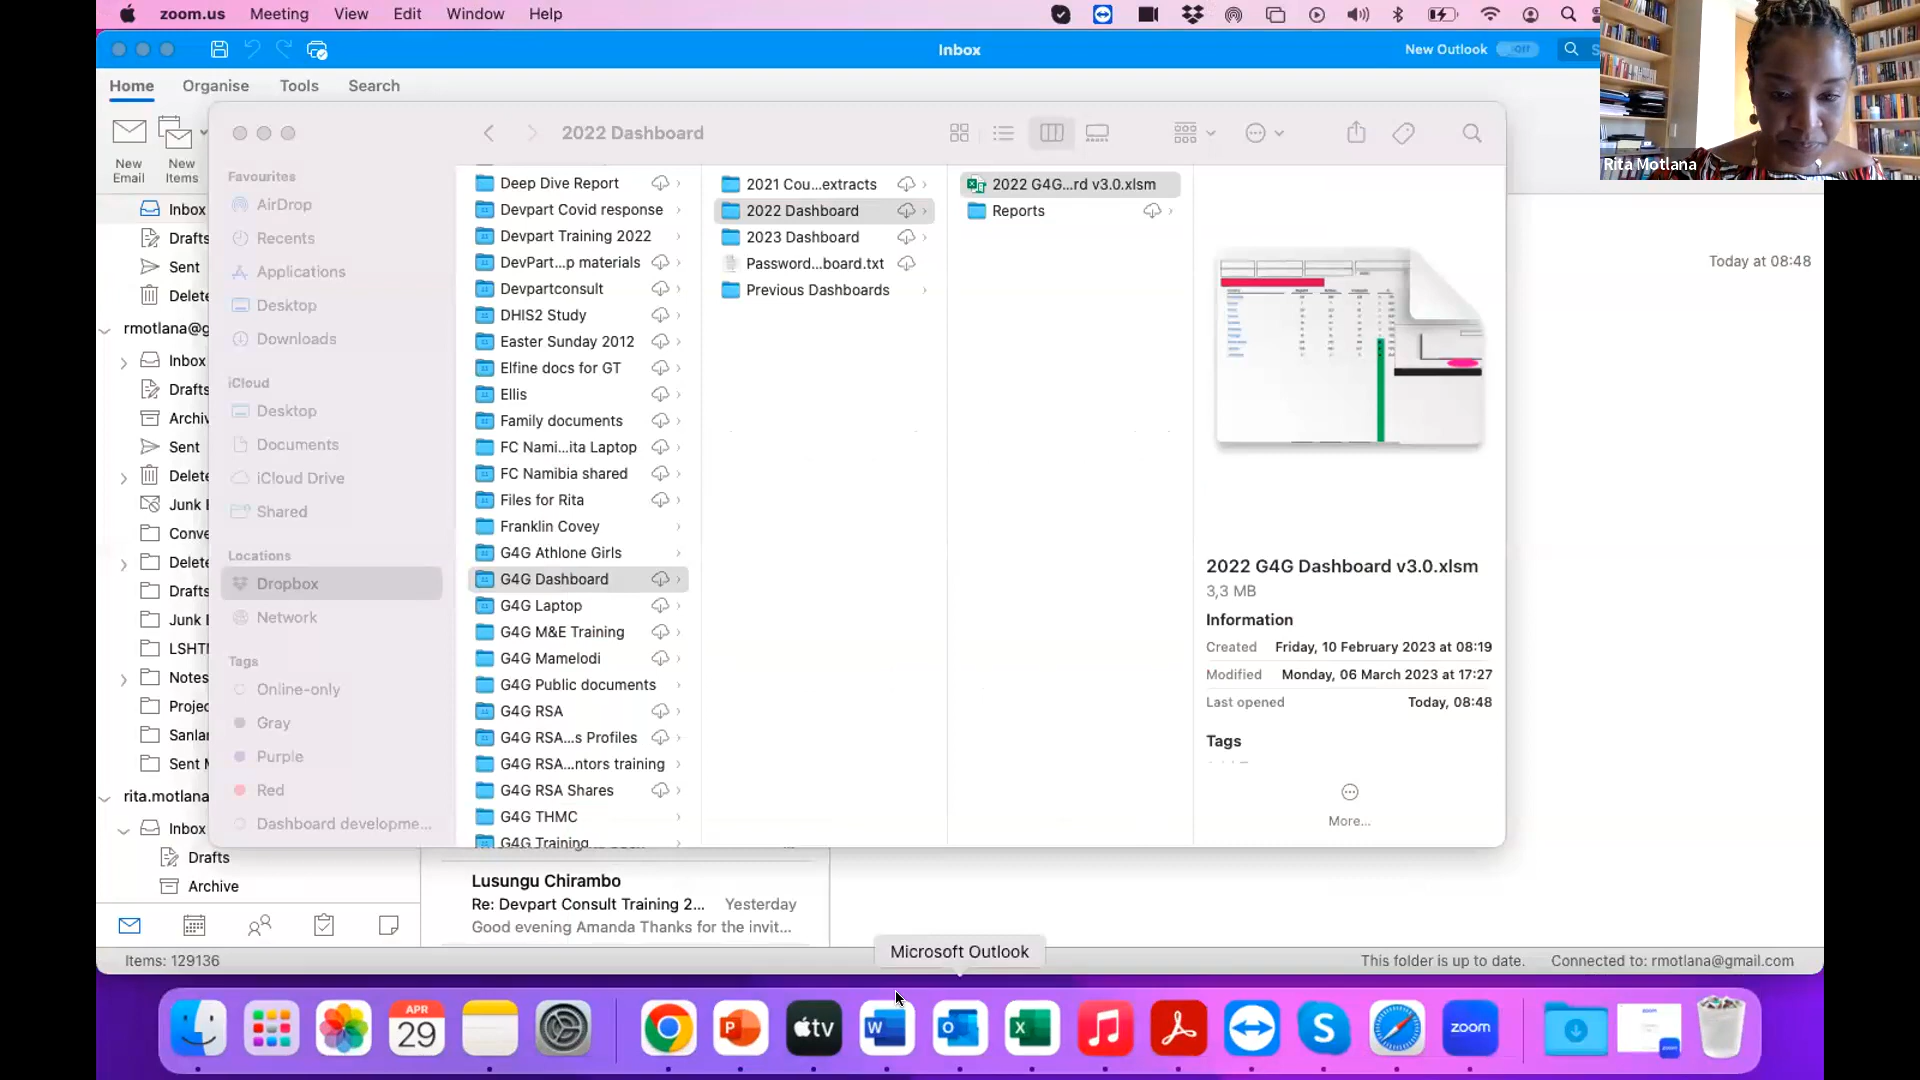 zoom.us Meeting View Edit Window Help
Inbox
New Outlook Off
Home Organise Tools Search
New Email
New Items
2022 Dashboard
Rita Motlana
Inbox
Drafts
Sent
Delete
rmotlana@g
Inbox
Drafts
Archiv
Sent
Delete
Junk E
Conve
Delete
Drafts
Junk E
LSHTI
Notes
Projec
Sanlar
Sent M
rita.motlana
Inbox
Drafts
Archive
Favourites
AirDrop
Recents
Applications
Desktop
Downloads
iCloud
Desktop
Documents
iCloud Drive
Shared
Locations
Dropbox
Network
Tags
Online-only
Gray
Purple
Red
Dashboard developme...
Deep Dive Report
Devpart Covid response
Devpart Training 2022
DevPart...p materials
Devpartconsult
DHIS2 Study
Easter Sunday 2012
Elfine docs for GT
Ellis
Family documents
FC Nami...ita Laptop
FC Namibia shared
Files for Rita
Franklin Covey
G4G Athlone Girls
G4G Dashboard
G4G Laptop
G4G M&E Training
G4G Mamelodi
G4G Public documents
G4G RSA
G4G RSA...s Profiles
G4G RSA...ntors training
G4G RSA Shares
G4G THMC
G4G Training
2021 Cou...extracts
2022 Dashboard
2023 Dashboard
Password...board.txt
Previous Dashboards
2022 G4G...rd v3.0.xlsm
Reports
2022 G4G Dashboard v3.0.xlsm
3,3 MB
Information
Created Friday, 10 February 2023 at 08:19
Modified Monday, 06 March 2023 at 17:27
Last opened Today, 08:48
Tags
More...
Today at 08:48
Lusungu Chirambo
Re: Devpart Consult Training 2... Yesterday
Good evening Amanda Thanks for the invit...
Microsoft Outlook
Items: 129136
This folder is up to date. Connected to: rmotlana@gmail.com
APR
29
P
tv
W
O
X
S
zoom